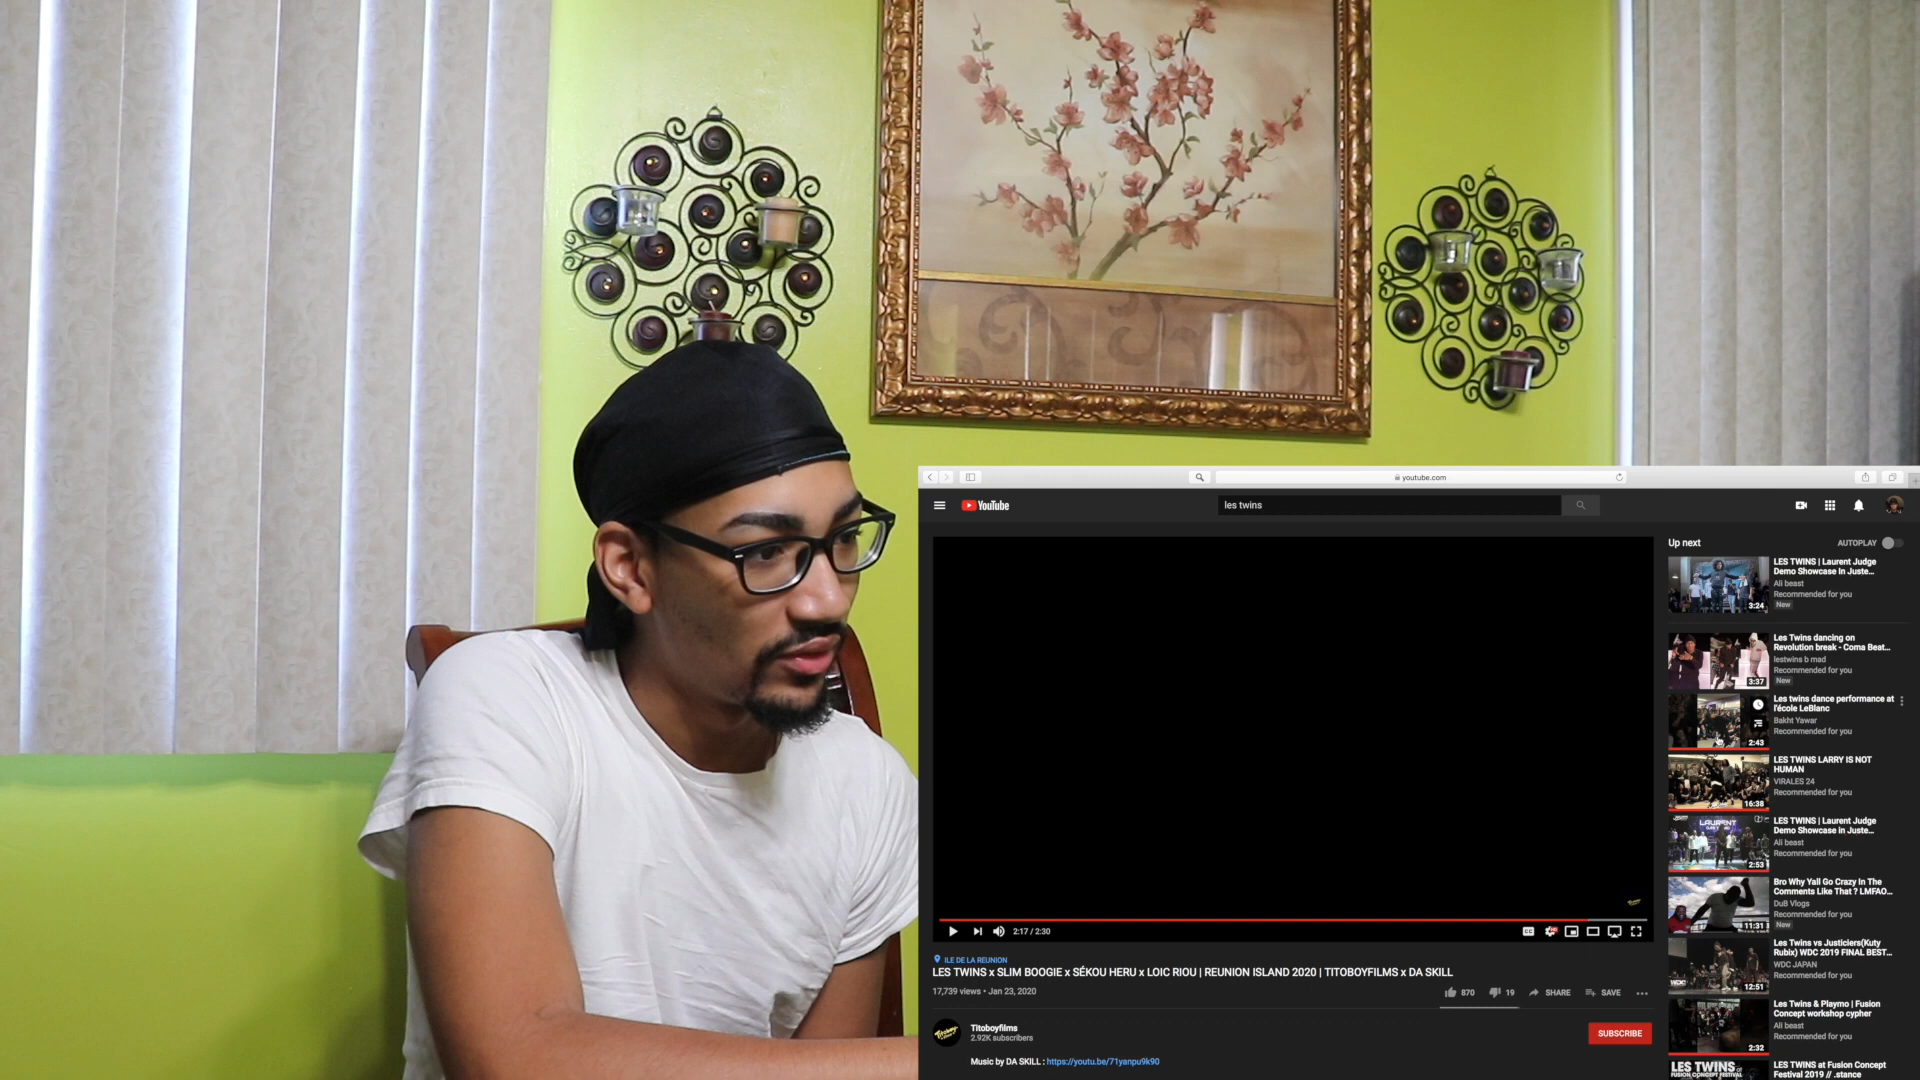 youtube.com
YouTube
les twins
2:17 / 2:30
ILE DE LA REUNION
LES TWINS x SLIM BOOGIE x SÉKOU HERU x LOIC RIOU | REUNION ISLAND 2020 | TITOBOYFILMS x DA SKILL
17,739 views • Jan 23, 2020
870
19
SHARE
SAVE
Titoboyfilms
2.92K subscribers
SUBSCRIBE
Music by DA SKILL : https://youtu.be/71yanpu9k90
Up next
AUTOPLAY
3:24
LES TWINS | Laurent Judge
Demo Showcase In Juste...
Ali beast
Recommended for you
New
3:37
Les Twins dancing on
Revolution break - Coma Beat...
lestwins b mad
Recommended for you
New
2:43
Les twins dance performance at
l'école LeBlanc
Bakht Yawar
Recommended for you
16:38
LES TWINS LARRY IS NOT
HUMAN
VIRALES 24
Recommended for you
LAURENT
2:53
LES TWINS | Laurent Judge
Demo Showcase in Juste...
Ali beast
Recommended for you
11:31
Bro Why Yall Go Crazy In The
Comments Like That ? LMFAO...
DuB Vlogs
Recommended for you
New
WDC
12:51
Les Twins vs Justiciers(Kuty
Rubix) WDC 2019 FINAL BEST...
WDC JAPAN
Recommended for you
2:32
Les Twins & Playmo | Fusion
Concept workshop cypher
Ali beast
Recommended for you
LES TWINS at
FUSION CONCEPT FESTIVAL
LES TWINS at Fusion Concept
Festival 2019 // .stance